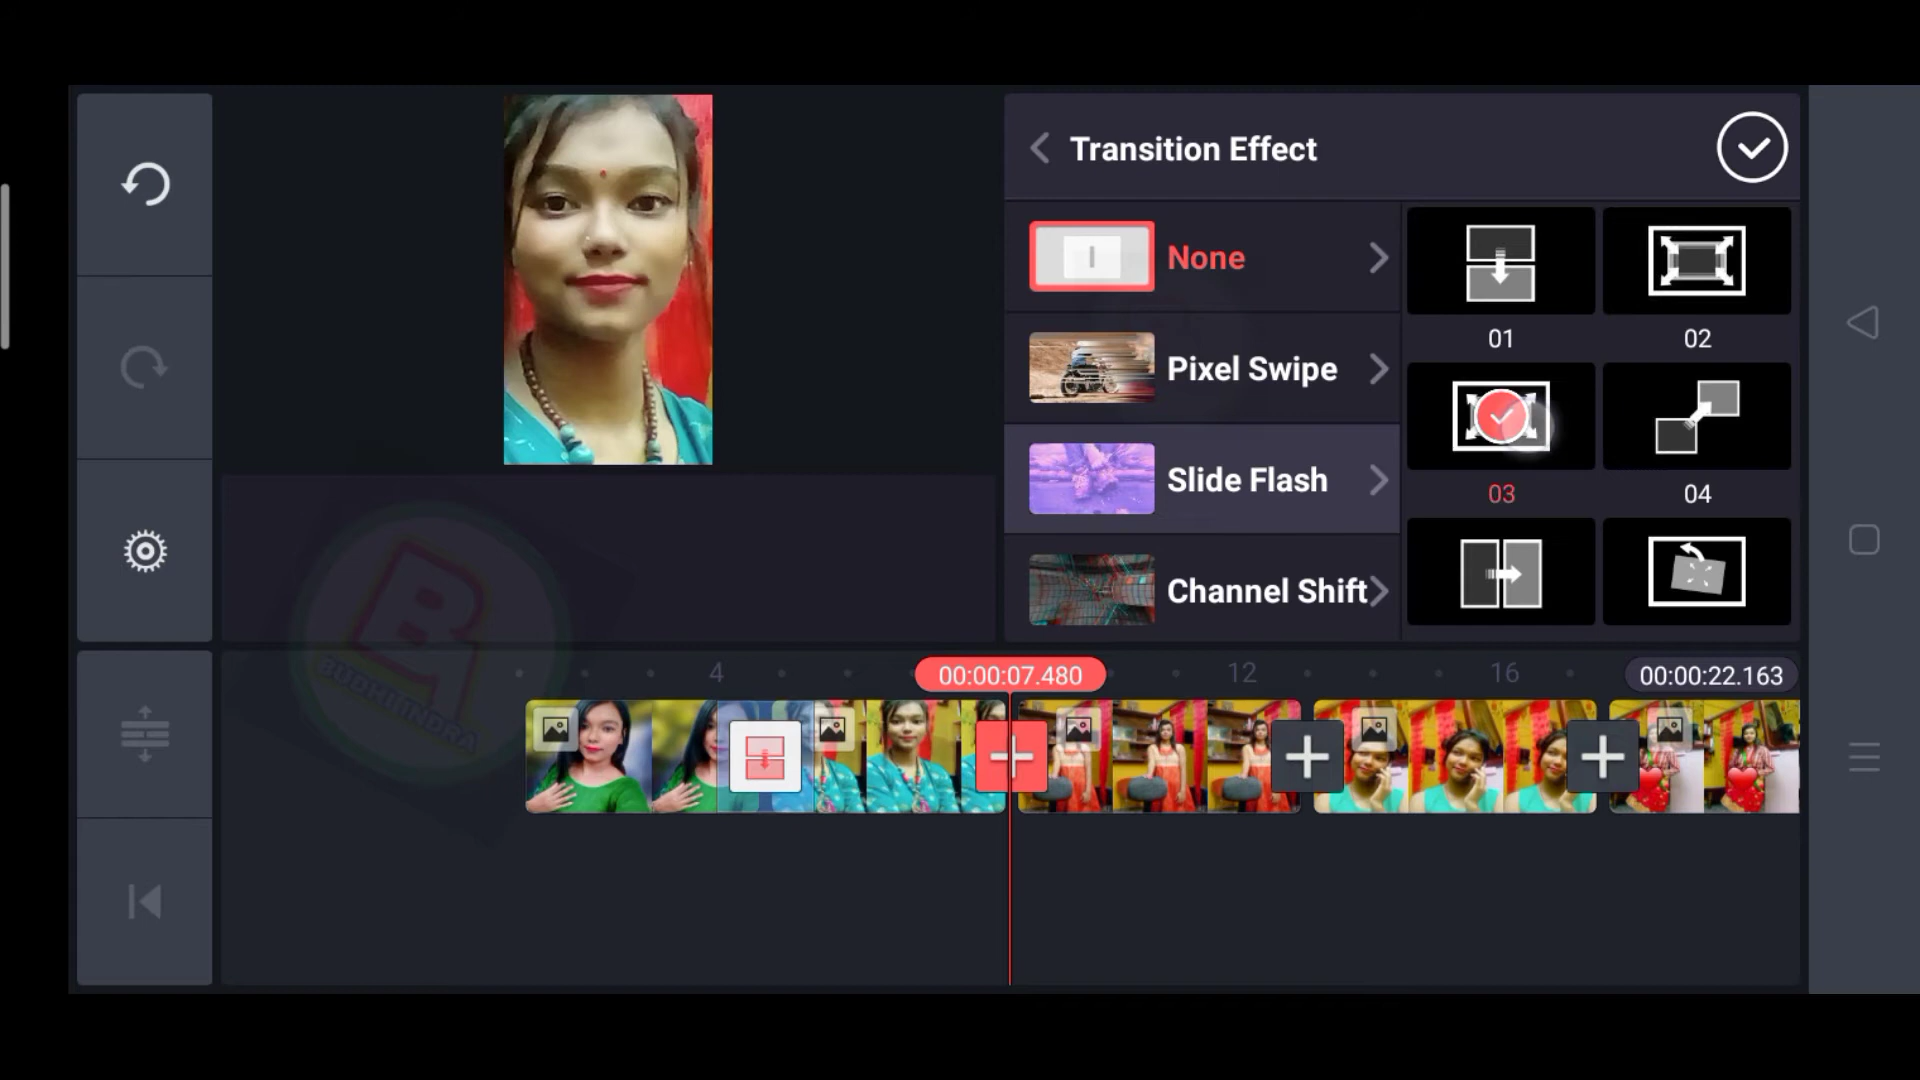 Transition Effect
None
Pixel Swipe
Slide Flash
Channel Shift
01
02
03
04
4
00:00:07.480
12
16
00:00:22.163
B
BUDHHINDRA